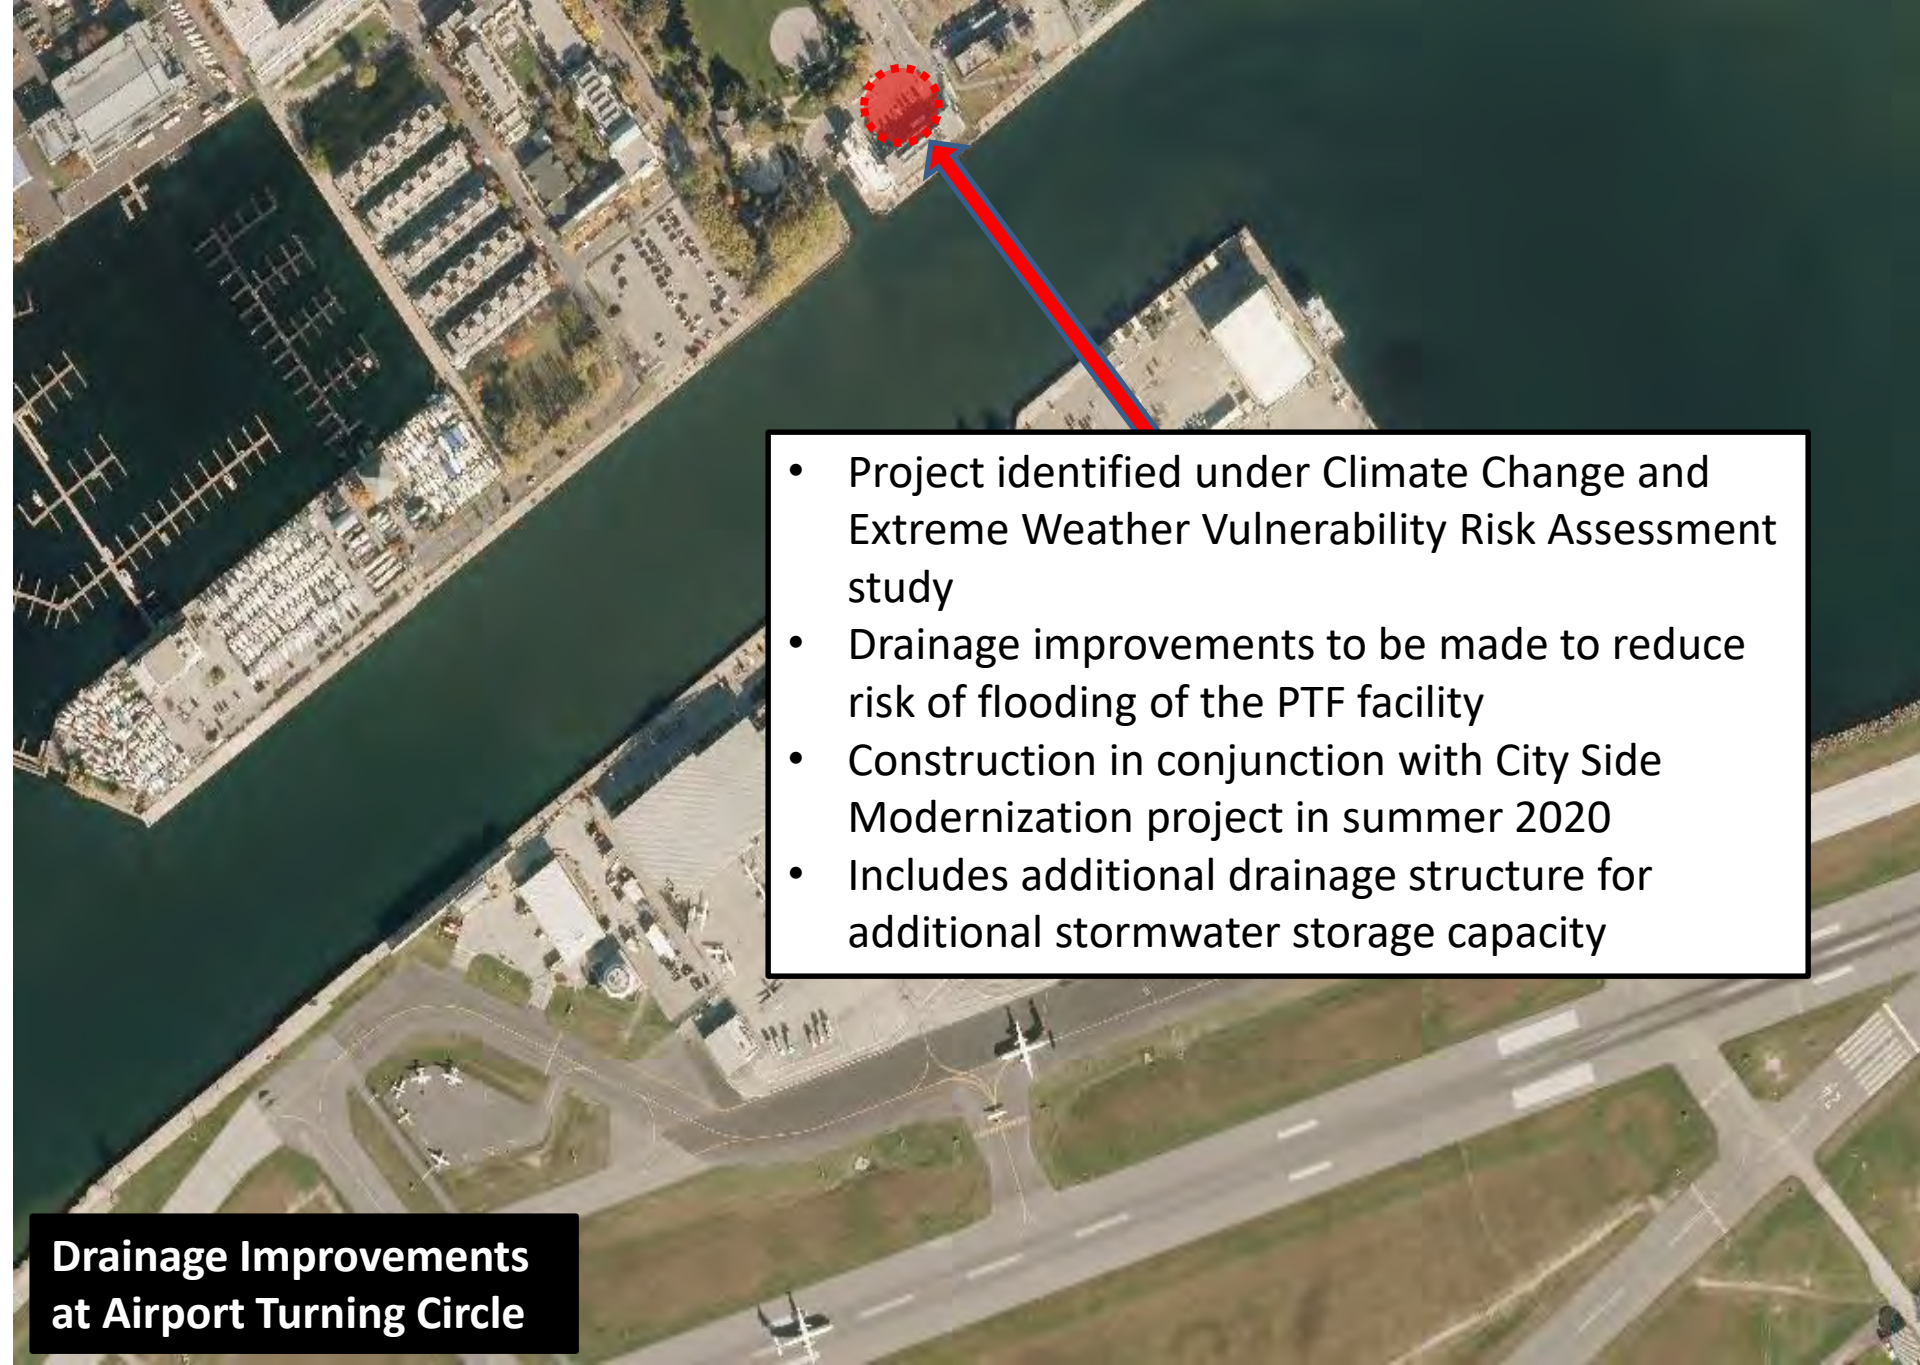 • Project identified under Climate Change and
Extreme Weather Vulnerability Risk Assessment
study
• Drainage improvements to be made to reduce
risk of flooding of the PTF facility
• Construction in conjunction with City Side
Modernization project in summer 2020
• Includes additional drainage structure for
additional stormwater storage capacity
Drainage Improvements
at Airport Turning Circle